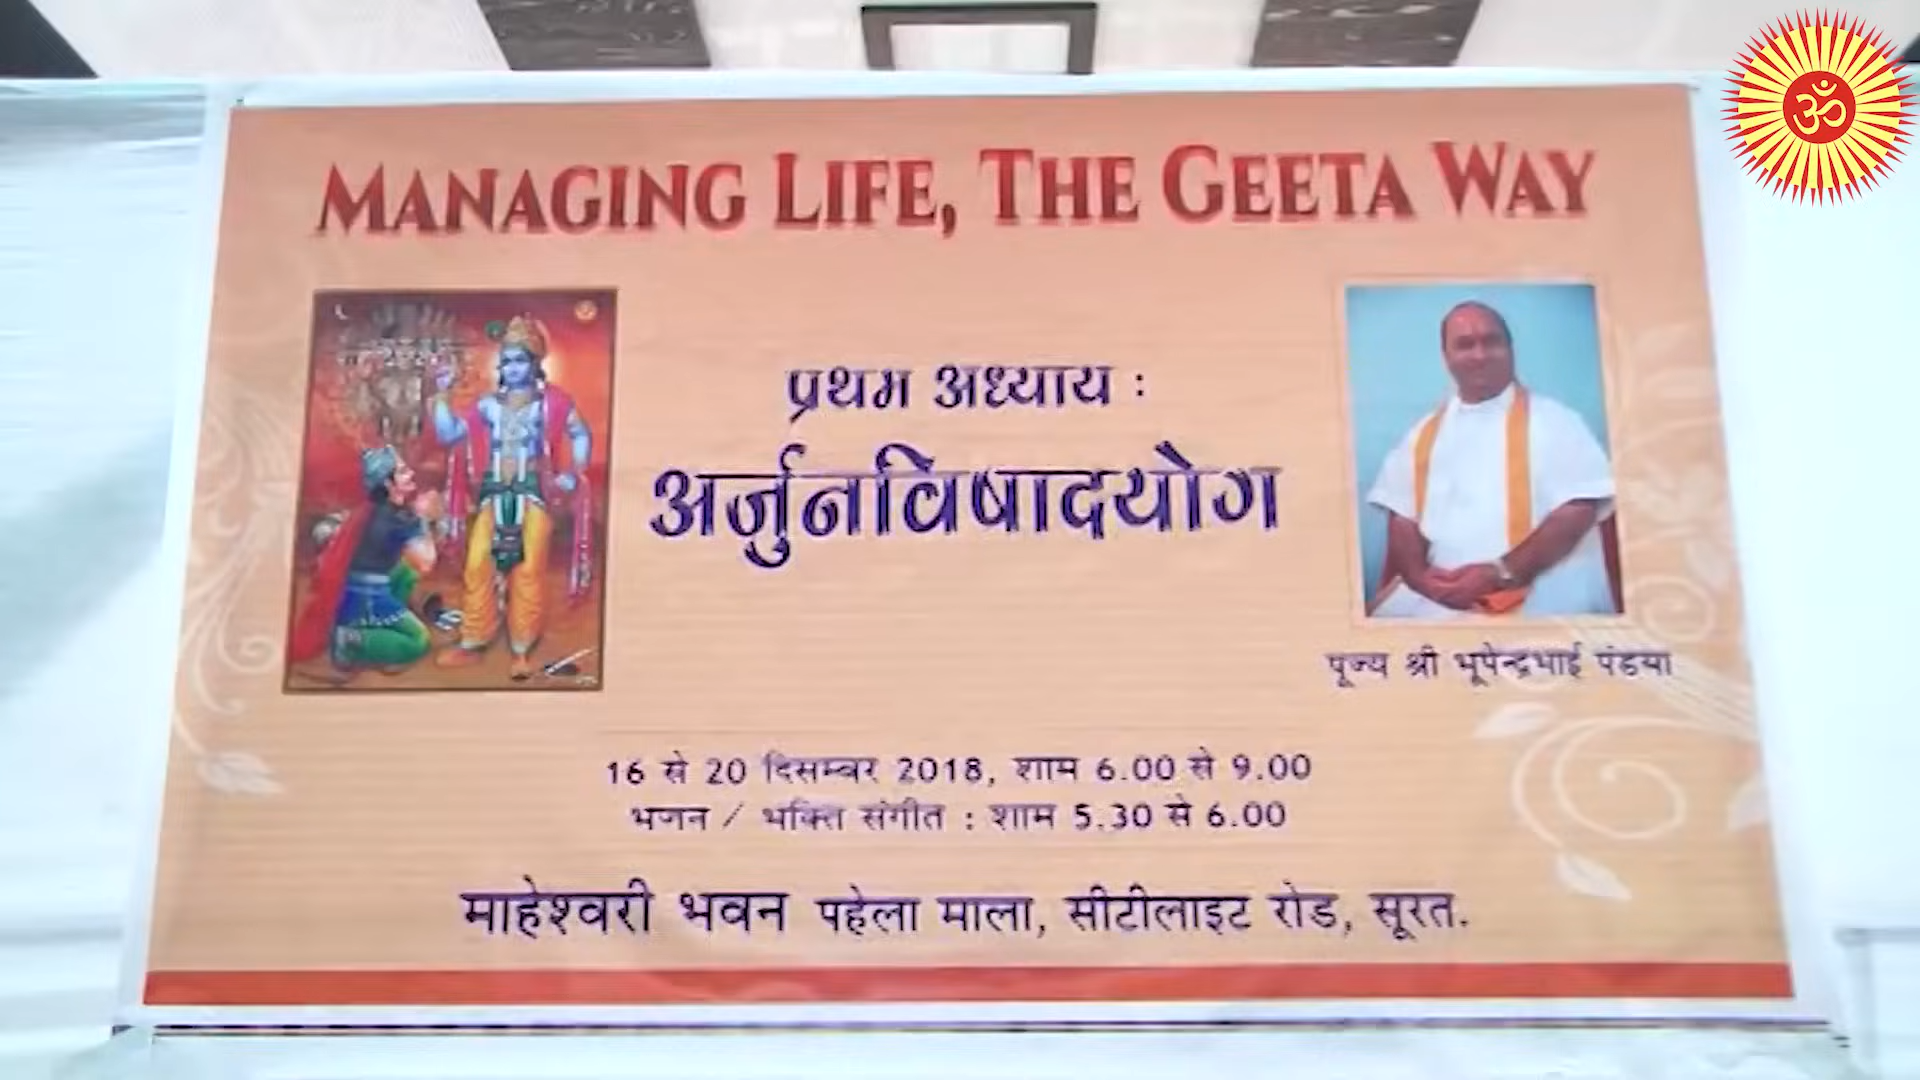 ॐ
MANAGING LIFE, THE GEETA WAY
प्रथम अध्याय :
अर्जुनविषादयोग
पूज्य श्री भूपेन्द्रभाई पंडया
16 से 20 दिसम्बर 2018, शाम 6.00 से 9.00
भजन / भक्ति संगीत : शाम 5.30 से 6.00
माहेश्वरी भवन पहेला माला, सीटीलाइट रोड, सूरत.